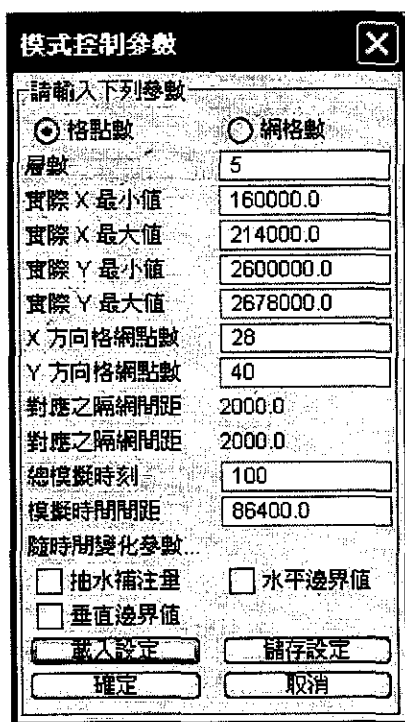 模式控制參數
請輸入下列參數
格點數 網格數
層數 5
實際 X 最小值 160000.0
實際 X 最大值 214000.0
實際 Y 最小值 2600000.0
實際 Y 最大值 2678000.0
X 方向格網點數 28
Y 方向格網點數 40
對應之隔網間距 2000.0
對應之隔網間距 2000.0
總模擬時刻 100
模擬時間間距 86400.0
隨時間變化參數...
抽水補注量 水平邊界值
垂直邊界值
載入設定 儲存設定
確定 取消